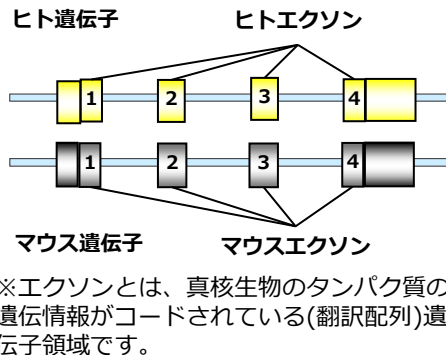 ヒト遺伝子 ヒトエクソン
1 2 3 4
1 2 3 4
マウス遺伝子 マウスエクソン
※エクソンとは、真核生物のタンパク質の
遺伝情報がコードされている(翻訳配列)遺
伝子領域です。